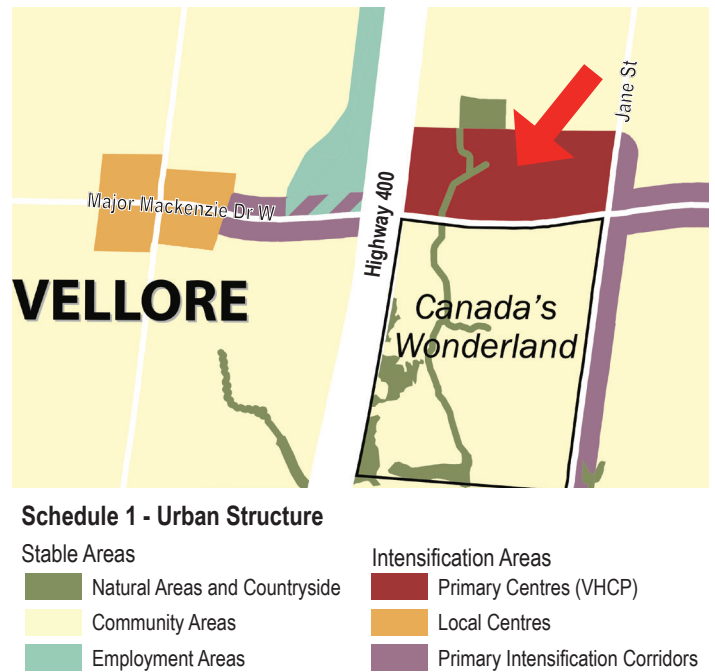 Jane St
Major Mackenzie Dr W
Highway 400
VELLORE
Canada's
Wonderland
Schedule 1 - Urban Structure
Stable Areas
Natural Areas and Countryside
Community Areas
Employment Areas
Intensification Areas
Primary Centres (VHCP)
Local Centres
Primary Intensification Corridors